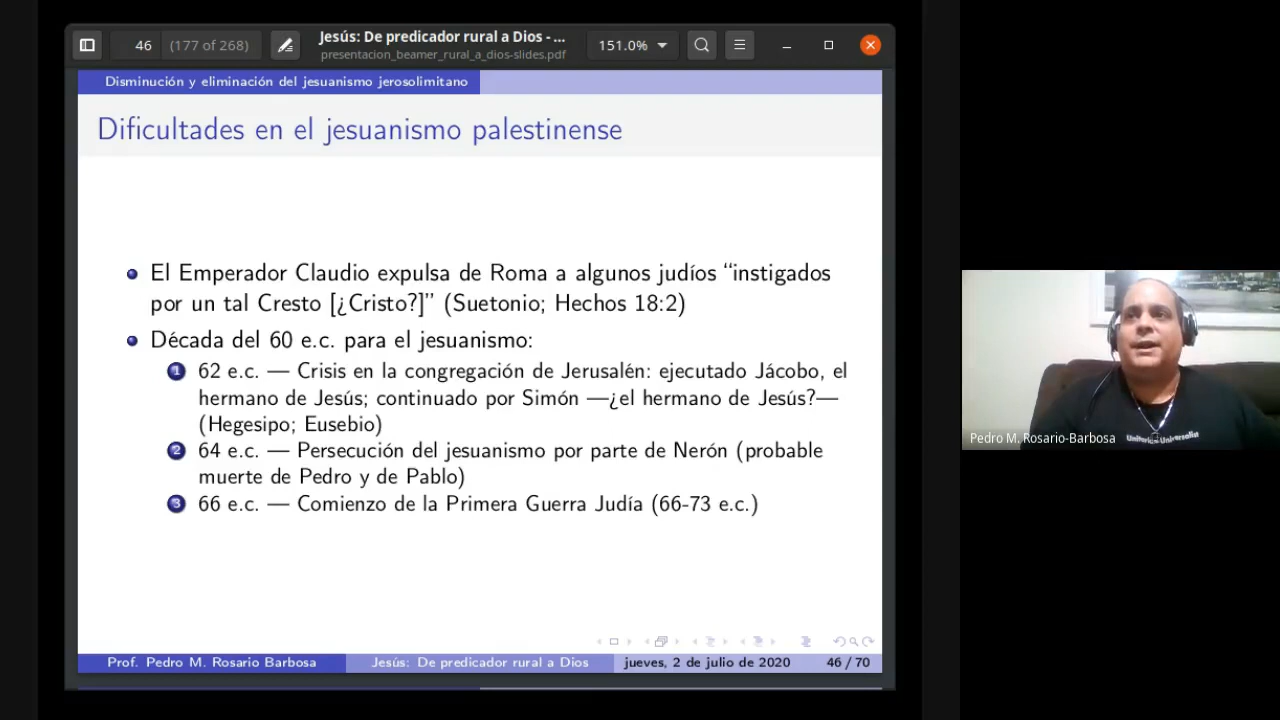 46 (177 of 268)
Jesús: De predicador rural a Dios - ...
presentacion_beamer_rural_a_dios-slides.pdf
151.0%
Disminución y eliminación del jesuanismo jerosolimitano
Dificultades en el jesuanismo palestinense
El Emperador Claudio expulsa de Roma a algunos judíos “instigados
por un tal Cresto [¿Cristo?]” (Suetonio; Hechos 18:2)
Década del 60 e.c. para el jesuanismo:
1 62 e.c. — Crisis en la congregación de Jerusalén: ejecutado Jácobo, el
hermano de Jesús; continuado por Simón —¿el hermano de Jesús?—
(Hegesipo; Eusebio)
2 64 e.c. — Persecución del jesuanismo por parte de Nerón (probable
muerte de Pedro y de Pablo)
3 66 e.c. — Comienzo de la Primera Guerra Judía (66-73 e.c.)
Prof. Pedro M. Rosario Barbosa Jesús: De predicador rural a Dios jueves, 2 de julio de 2020 46 / 70
Unitarian Universalist
Pedro M. Rosario-Barbosa